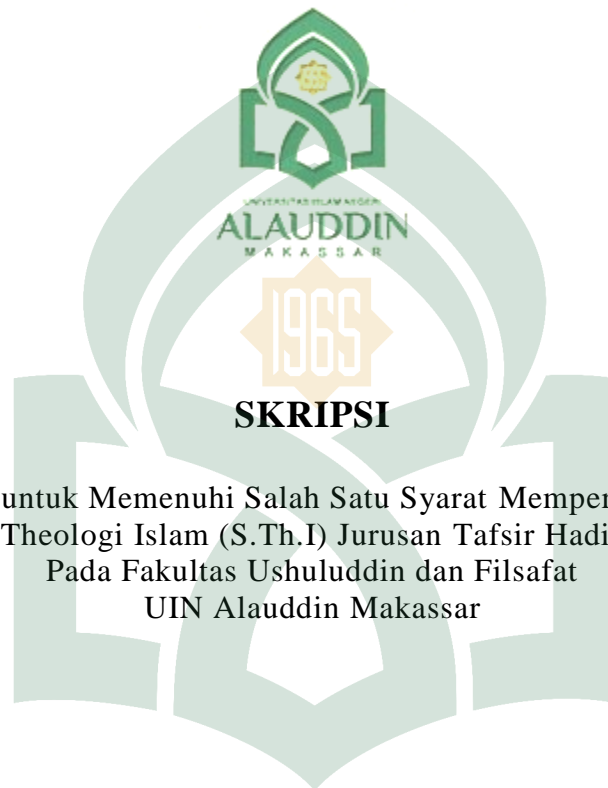 UNIVERSITAS ISLAM NEGERI
ALAUDDIN
MAKASSAR
1965
SKRIPSI
untuk Memenuhi Salah Satu Syarat Memper
Theologi Islam (S.Th.I) Jurusan Tafsir Hadi
Pada Fakultas Ushuluddin dan Filsafat
UIN Alauddin Makassar